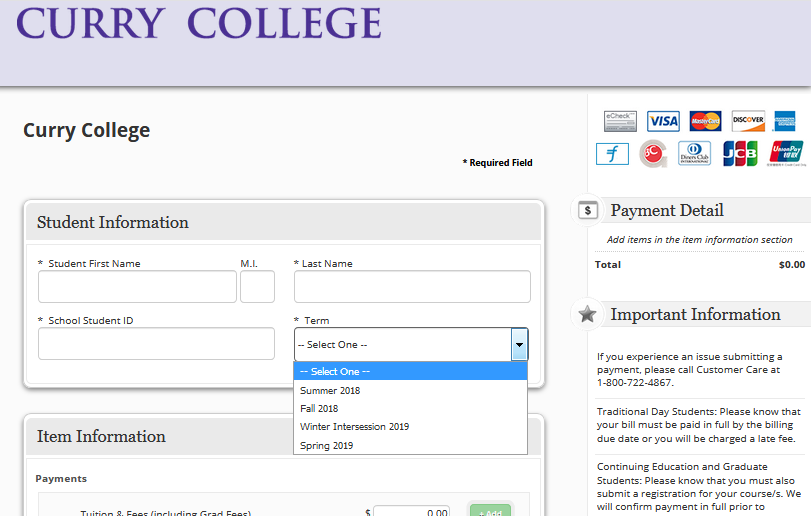 CURRY COLLEGE
Curry College
* Required Field
Student Information
* Student First Name
M.I.
* Last Name
* School Student ID
* Term
-- Select One --
-- Select One --
Summer 2018
Fall 2018
Winter Intersession 2019
Spring 2019
Item Information
Payments
Tuition & Fees (including Grad Fees)
$ 0.00
+ Add
eCheck
VISA
MasterCard
DISCOVER
AMERICAN EXPRESS
Diners Club
INTERNATIONAL
JCB
UnionPay
$ Payment Detail
Add items in the item information section
Total $0.00
Important Information
If you experience an issue submitting a
payment, please call Customer Care at
1-800-722-4867.
Traditional Day Students: Please know that
your bill must be paid in full by the billing
due date or you will be charged a late fee.
Continuing Education and Graduate
Students: Please know that you must also
submit a registration for your course/s. We
will confirm payment in full prior to